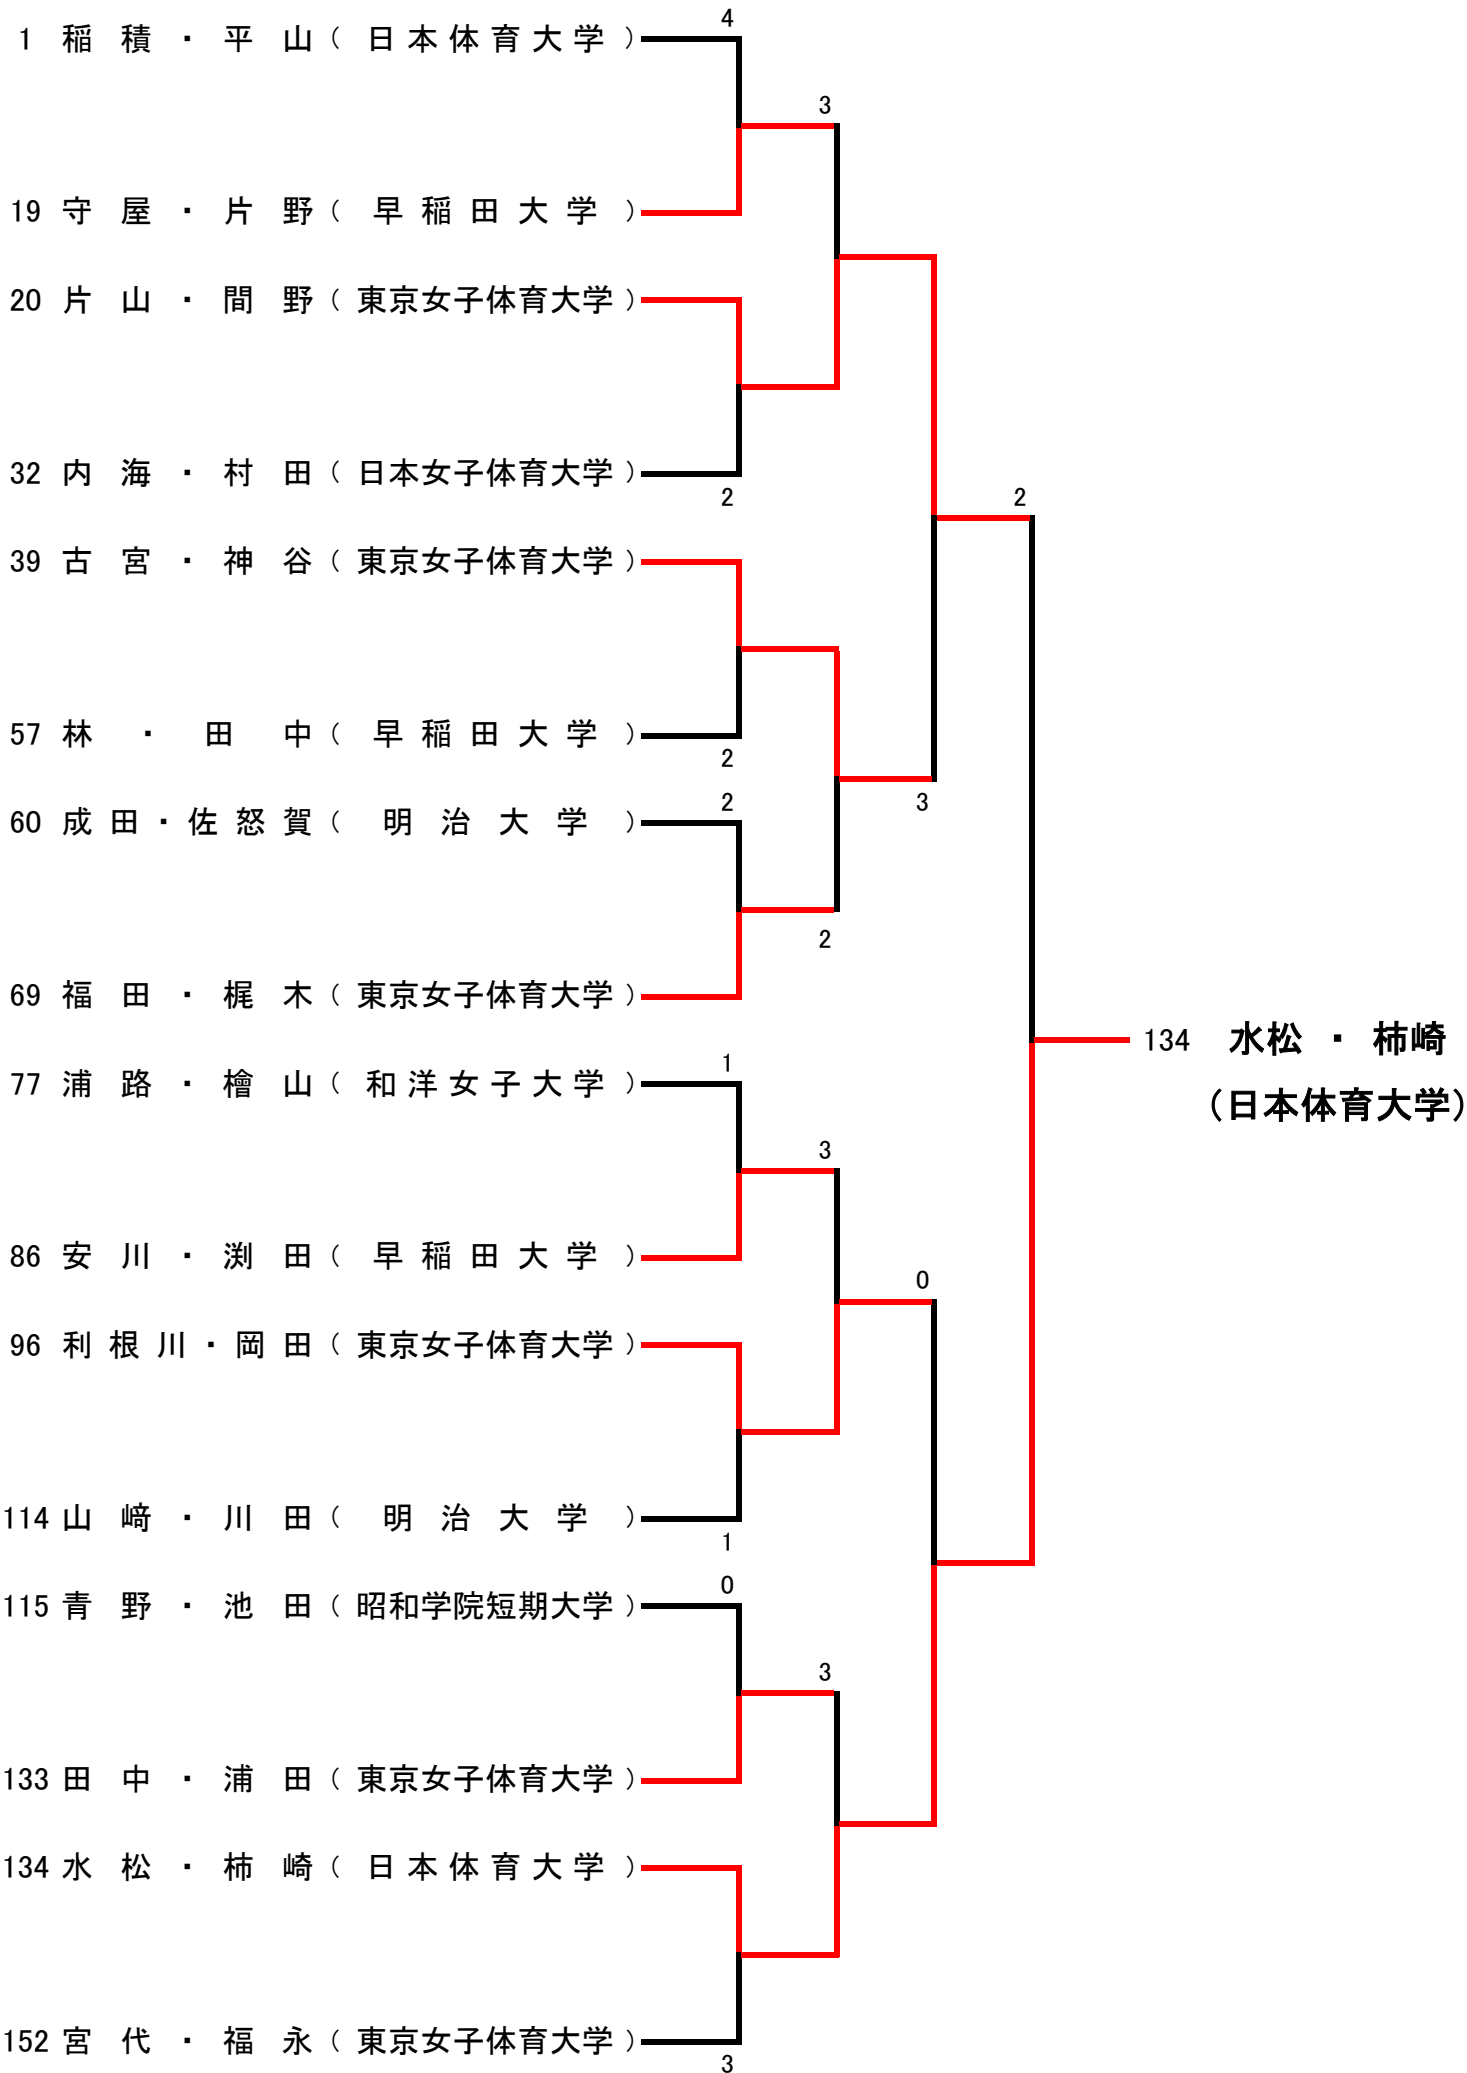 4
1 稲積・平山(日本体育大学)
3
19 守屋・片野(早稲田大学)
20 片山・間野(東京女子体育大学)
32 内海・村田(日本女子体育大学)
2
2
39 古宮・神谷(東京女子体育大学)
57 林・田中(早稲田大学)
2
2
60 成田・佐怒賀(明治大学)
3
2
69 福田・梶木(東京女子体育大学)
134 水松・柿崎
(日本体育大学)
1
77 浦路・檜山(和洋女子大学)
3
86 安川・渕田(早稲田大学)
0
96 利根川・岡田(東京女子体育大学)
114 山﨑・川田(明治大学)
1
0
115 青野・池田(昭和学院短期大学)
3
133 田中・浦田(東京女子体育大学)
134 水松・柿崎(日本体育大学)
152 宮代・福永(東京女子体育大学)
3